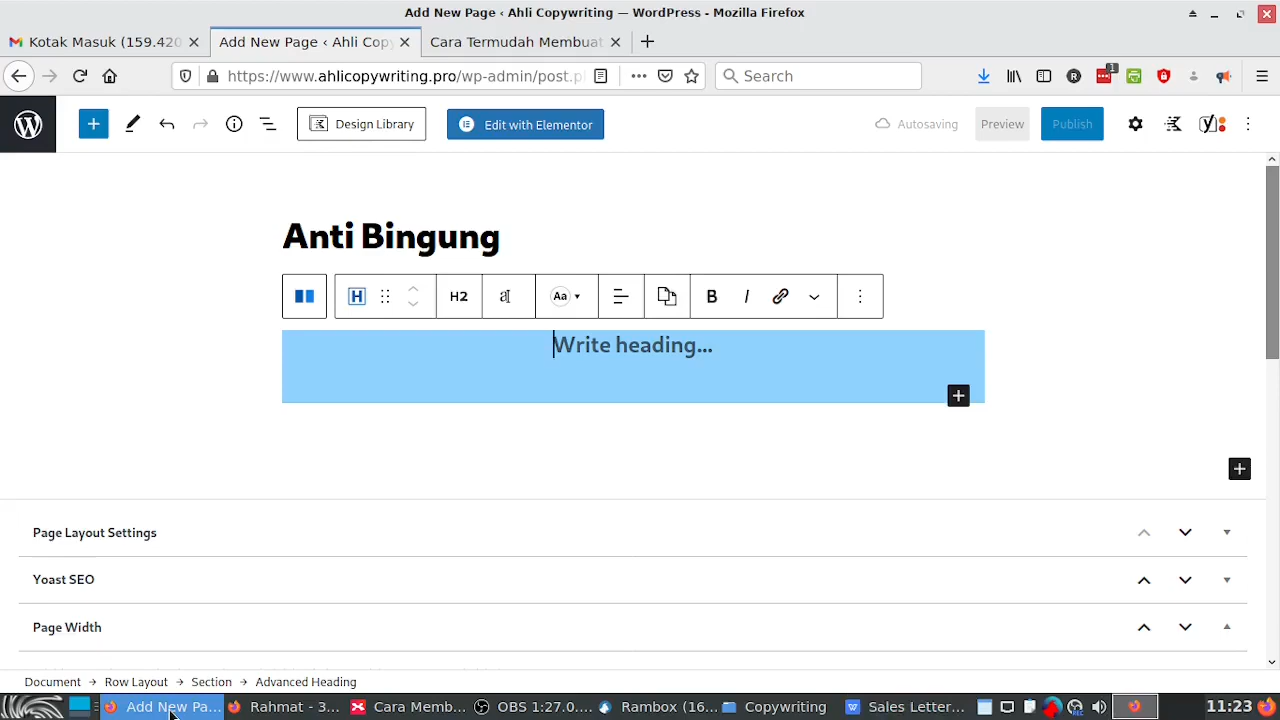 Add New Page ‹ Ahli Copywriting — WordPress - Mozilla Firefox
Kotak Masuk (159.420
Add New Page ‹ Ahli Copy
Cara Termudah Membuat
https://www.ahlicopywriting.pro/wp-admin/post.p
Search
1
Design Library
Edit with Elementor
Autosaving
Preview
Publish
Anti Bingung
H
H2
Aa
B
I
Write heading...
Page Layout Settings
Yoast SEO
Page Width
Document → Row Layout → Section → Advanced Heading
Add New Pa...
Rahmat - 3...
Cara Memb...
OBS 1:27.0...
Rambox (16...
Copywriting
Sales Letter...
11:23